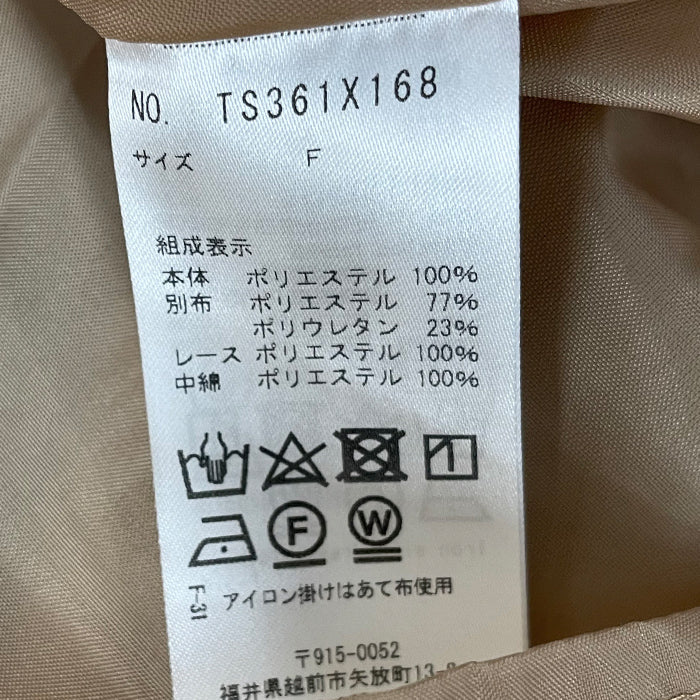 NO. TS361X168
サイズ F
組成表示
本体 ポリエステル 100%
別布 ポリエステル 77%
ポリウレタン 23%
レース ポリエステル 100%
中綿 ポリエステル 100%
F W
F-31 アイロン掛けはあて布使用
〒915-0052
福井県越前市矢放町13-8